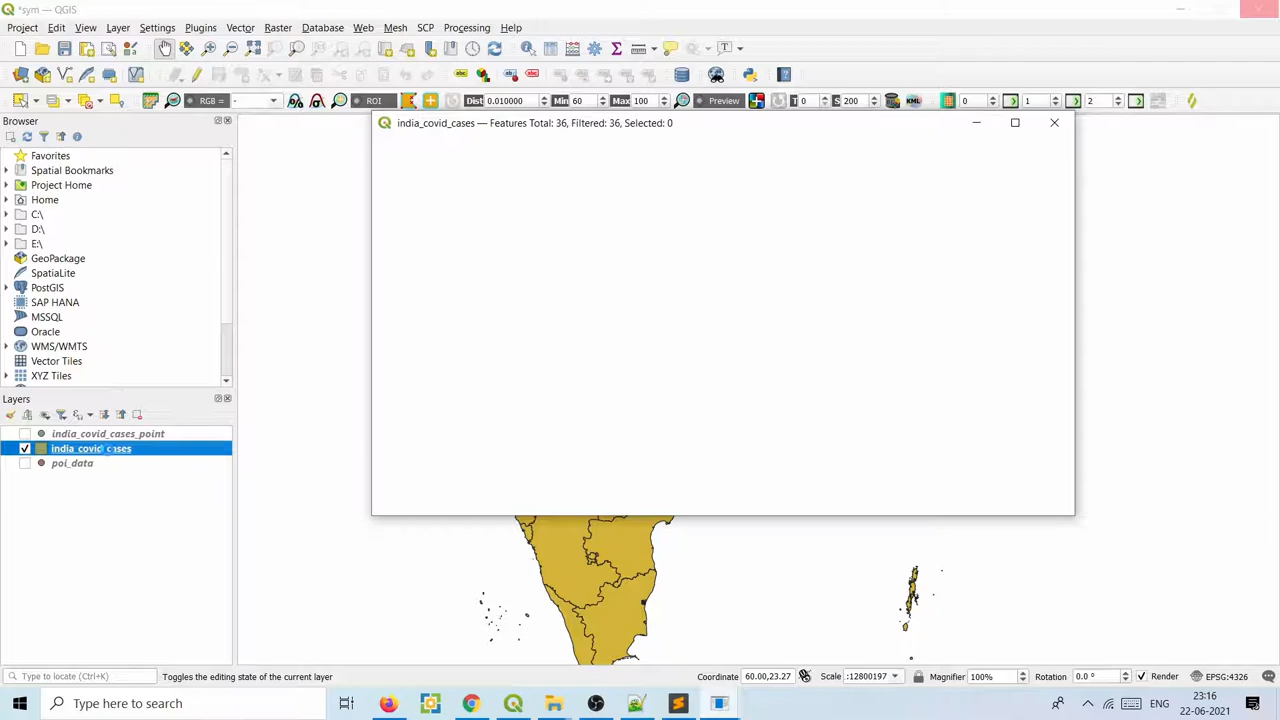 *sym — QGIS
Project Edit View Layer Settings Plugins Vector Raster Database Web Mesh SCP Processing Help
RGB = - ROI Dist 0.010000 Min 60 Max 100 Preview T 0 S 200 KML 0 1 2
Browser
india_covid_cases — Features Total: 36, Filtered: 36, Selected: 0
Favorites
Spatial Bookmarks
Project Home
Home
C:\
D:\
E:\
GeoPackage
SpatiaLite
PostGIS
SAP HANA
MSSQL
Oracle
WMS/WMTS
Vector Tiles
XYZ Tiles
Layers
india_covid_cases_point
india_covid_cases
poi_data
Type to locate (Ctrl+K) Toggles the editing state of the current layer Coordinate 60.00,23.27 Scale :12800197 Magnifier 100% Rotation 0.0 ° Render EPSG:4326
Type here to search ENG 23:16
22-06-2021